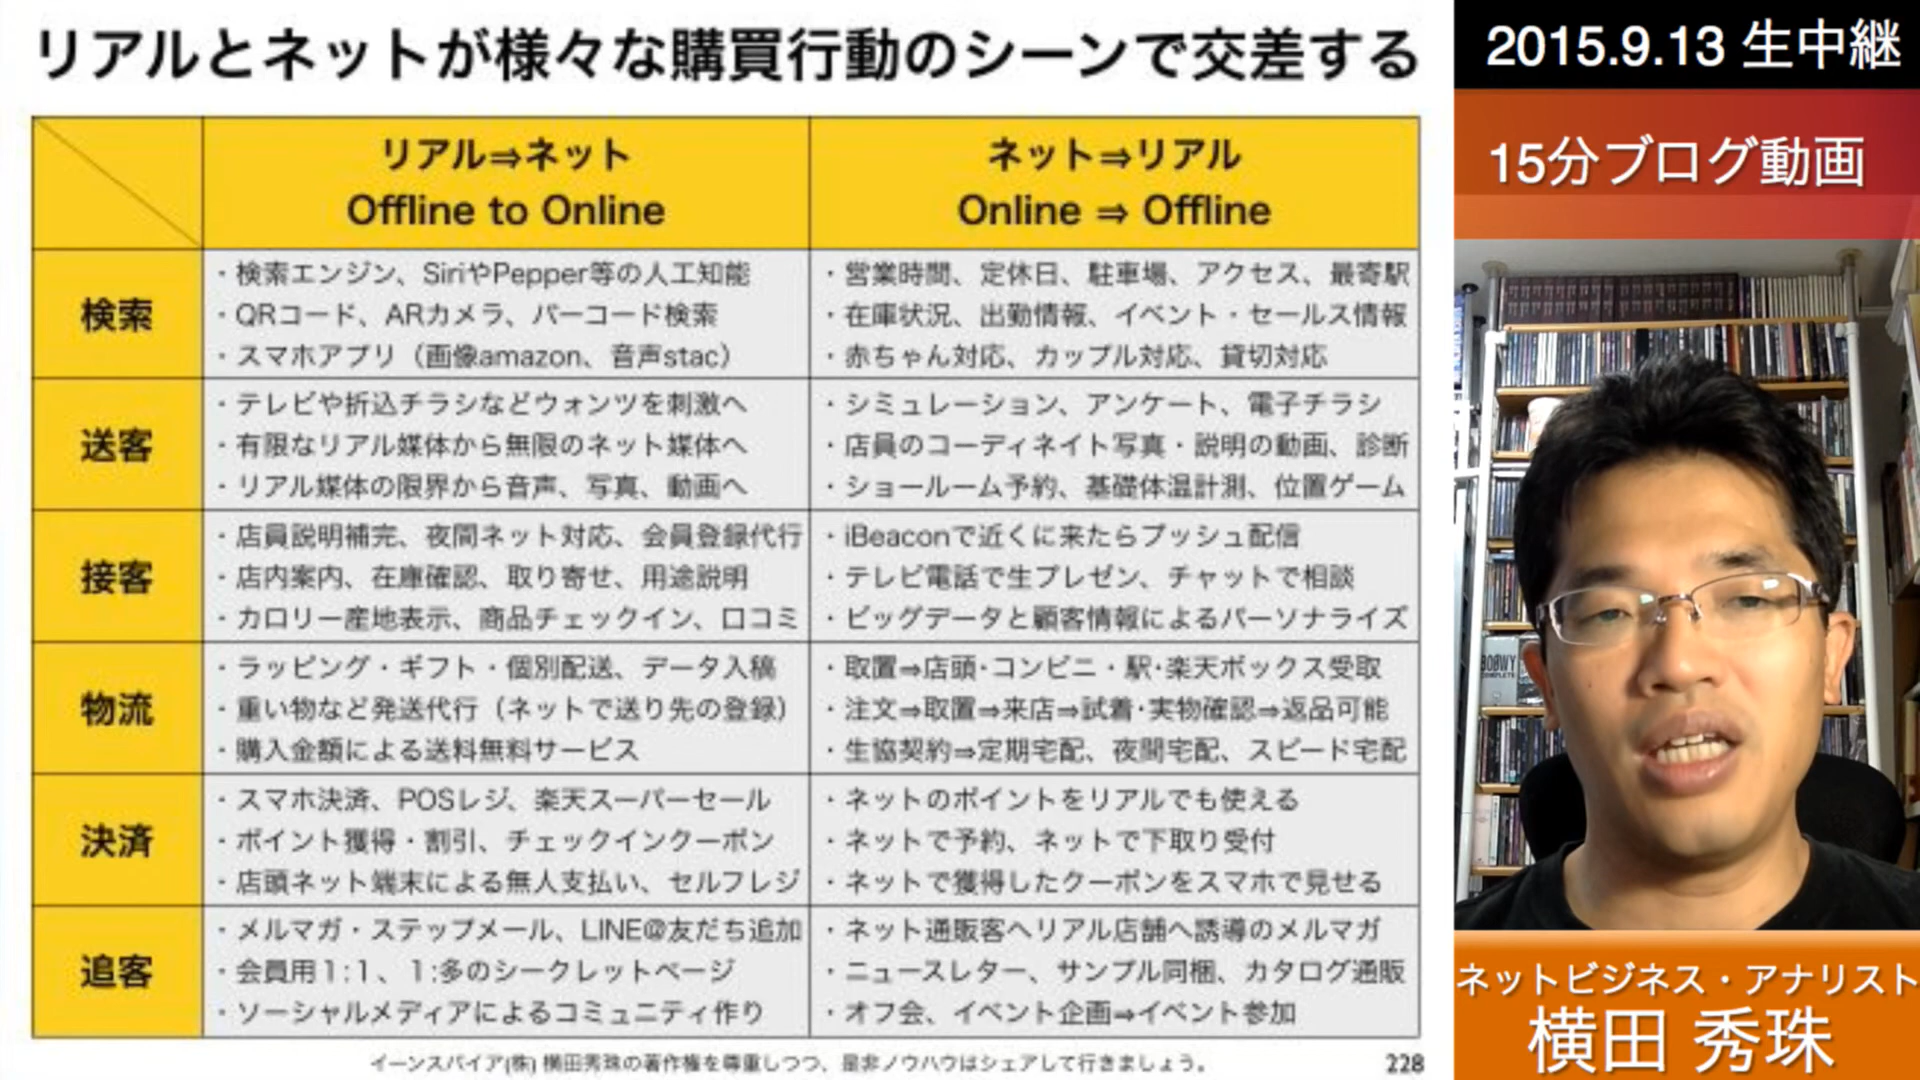 リアルとネットが様々な購買行動のシーンで交差する
リアル⇒ネット
Offline to Online
ネット⇒リアル
Online ⇒ Offline
検索
・検索エンジン、SiriやPepper等の人工知能
・QRコード、ARカメラ、バーコード検索
・スマホアプリ（画像amazon、音声stac）
・営業時間、定休日、駐車場、アクセス、最寄駅
・在庫状況、出勤情報、イベント・セールス情報
・赤ちゃん対応、カップル対応、貸切対応
送客
・テレビや折込チラシなどウォンツを刺激へ
・有限なリアル媒体から無限のネット媒体へ
・リアル媒体の限界から音声、写真、動画へ
・シミュレーション、アンケート、電子チラシ
・店員のコーディネイト写真・説明の動画、診断
・ショールーム予約、基礎体温計測、位置ゲーム
接客
・店員説明補完、夜間ネット対応、会員登録代行
・店内案内、在庫確認、取り寄せ、用途説明
・カロリー産地表示、商品チェックイン、口コミ
・iBeaconで近くに来たらプッシュ配信
・テレビ電話で生プレゼン、チャットで相談
・ビッグデータと顧客情報によるパーソナライズ
物流
・ラッピング・ギフト・個別配送、データ入稿
・重い物など発送代行（ネットで送り先の登録）
・購入金額による送料無料サービス
・取置⇒店頭･コンビニ・駅･楽天ボックス受取
・注文⇒取置⇒来店⇒試着･実物確認⇒返品可能
・生協契約⇒定期宅配、夜間宅配、スピード宅配
決済
・スマホ決済、POSレジ、楽天スーパーセール
・ポイント獲得・割引、チェックインクーポン
・店頭ネット端末による無人支払い、セルフレジ
・ネットのポイントをリアルでも使える
・ネットで予約、ネットで下取り受付
・ネットで獲得したクーポンをスマホで見せる
追客
・メルマガ・ステップメール、LINE@友だち追加
・会員用1:1、1:多のシークレットページ
・ソーシャルメディアによるコミュニティ作り
・ネット通販客へリアル店舗へ誘導のメルマガ
・ニュースレター、サンプル同梱、カタログ通販
・オフ会、イベント企画⇒イベント参加
イーンスパイア(株) 横田秀珠の著作権を尊重しつつ、是非ノウハウはシェアして行きましょう。
228
2015.9.13 生中継
15分ブログ動画
BOØWY
COMPLETE
ネットビジネス・アナリスト
横田 秀珠